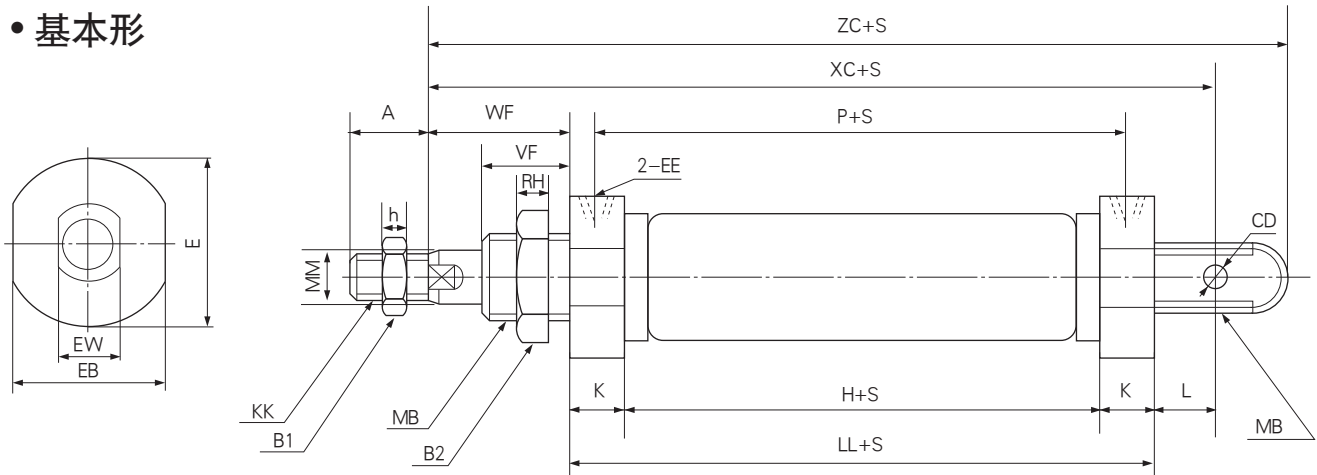 • 基本形
ZC+S
XC+S
A
WF
P+S
VF
2-EE
RH
h
CD
E
MM
EW
EB
K
H+S
K
L
KK
MB
MB
B1
B2
LL+S